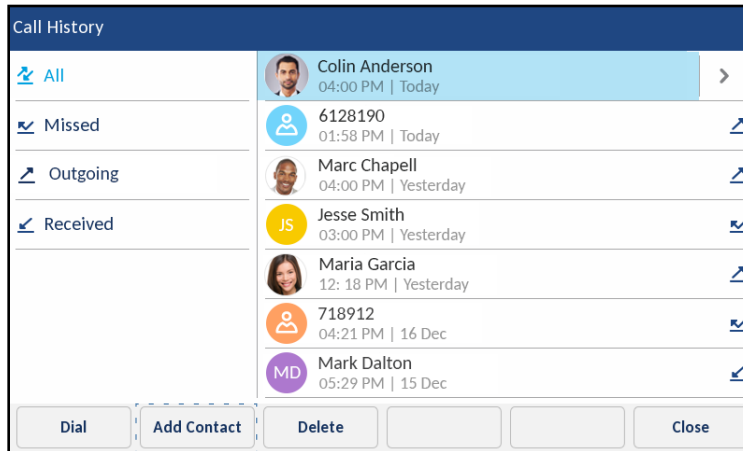 Call History
All
Missed
Outgoing
Received
Colin Anderson
04:00 PM | Today
6128190
01:58 PM | Today
Marc Chapell
04:00 PM | Yesterday
JS
Jesse Smith
03:00 PM | Yesterday
Maria Garcia
12: 18 PM | Yesterday
718912
04:21 PM | 16 Dec
MD
Mark Dalton
05:29 PM | 15 Dec
Dial
Add Contact
Delete
Close